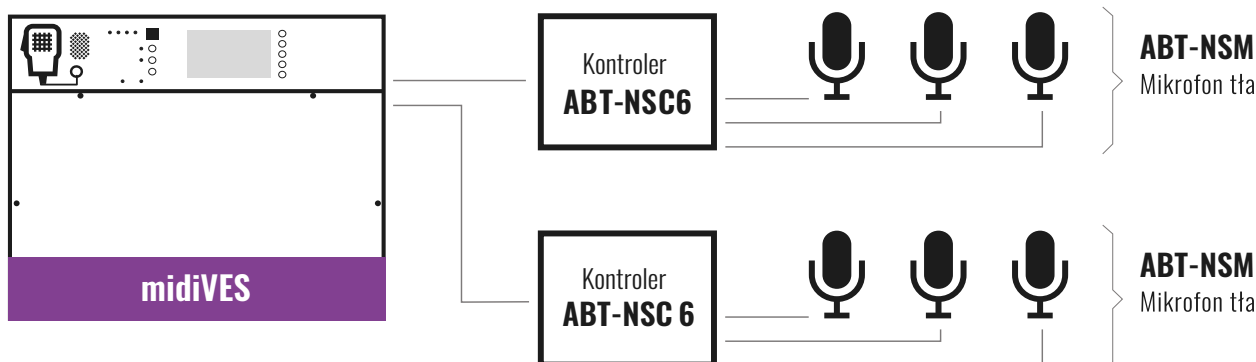 Kontroler
ABT-NSC6
ABT-NSM
Mikrofon tła
midiVES
Kontroler
ABT-NSC 6
ABT-NSM
Mikrofon tła